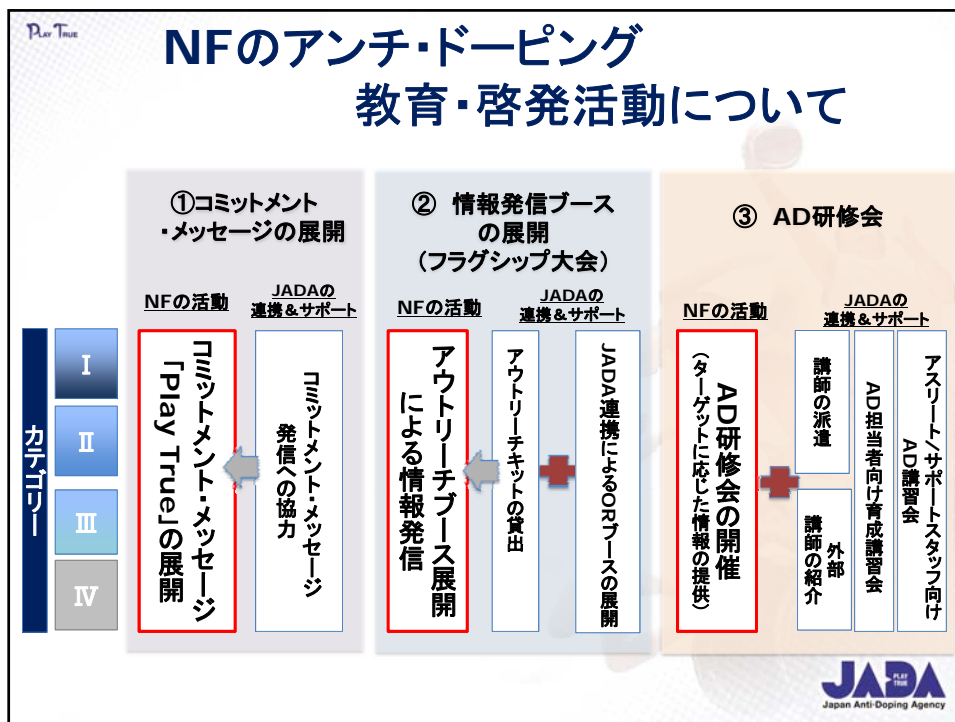 PLAY TRUE
NFのアンチ・ドーピング
教育・啓発活動について
①コミットメント
・メッセージの展開
NFの活動
JADAの
連携＆サポート
コミットメント・メッセージ
「Play True」の展開
コミットメント・メッセージ
発信への協力
② 情報発信ブース
の展開
（フラグシップ大会）
NFの活動
JADAの
連携＆サポート
アウトリーチブース展開
による情報発信
アウトリーチキットの貸出
JADA連携によるORブースの展開
③ AD研修会
NFの活動
JADAの
連携＆サポート
AD研修会の開催
（ターゲットに応じた情報の提供）
講師の派遣
外部
講師の紹介
AD担当者向け育成講習会
アスリート／サポートスタッフ向け
AD講習会
カテゴリー
Ⅰ
Ⅱ
Ⅲ
Ⅳ
JADA
PLAY
TRUE
Japan Anti-Doping Agency